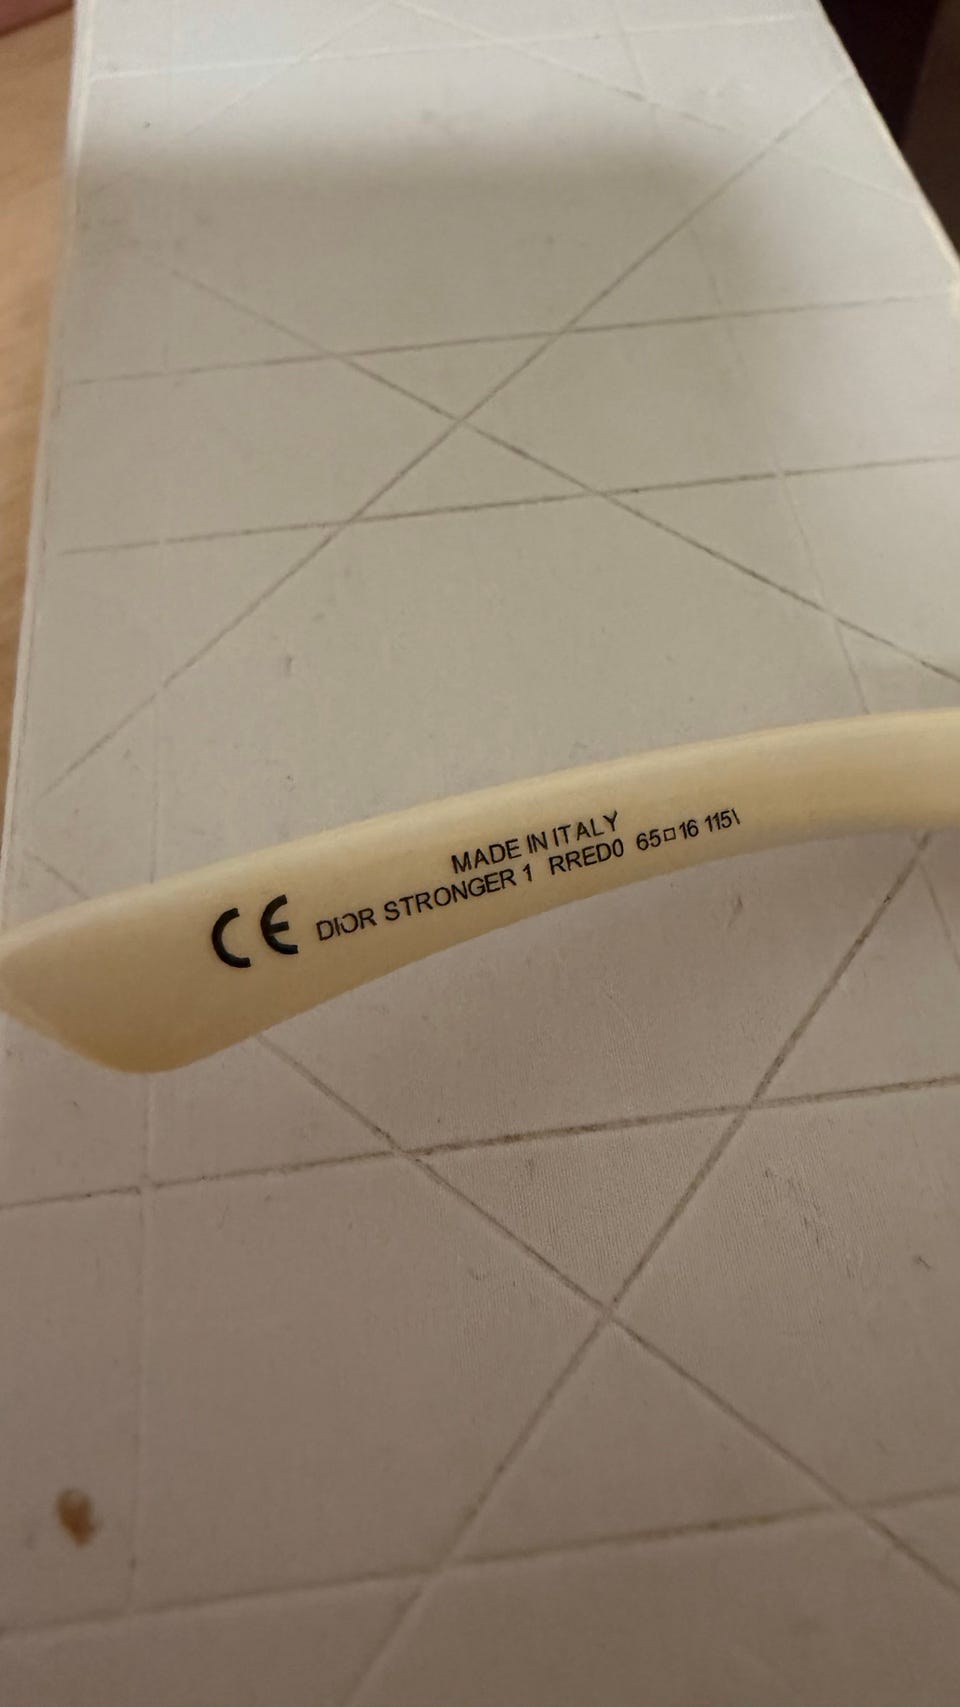 MADE IN ITALY
CE DIOR STRONGER 1 RRED0 65□16 115\